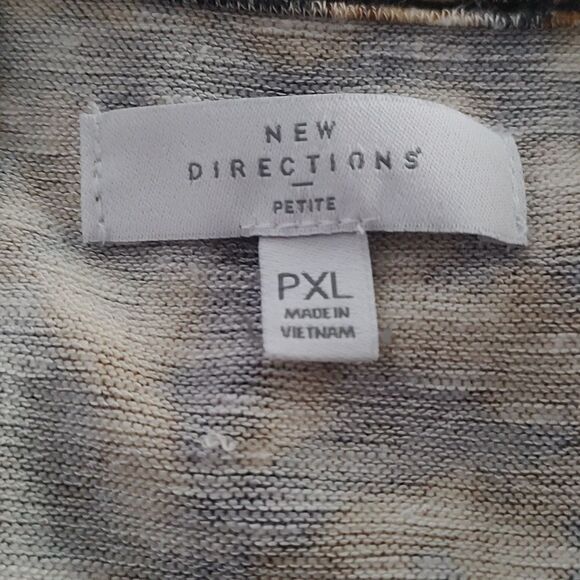 NEW
DIRECTIONS®
PETITE
PXL
MADE IN
VIETNAM